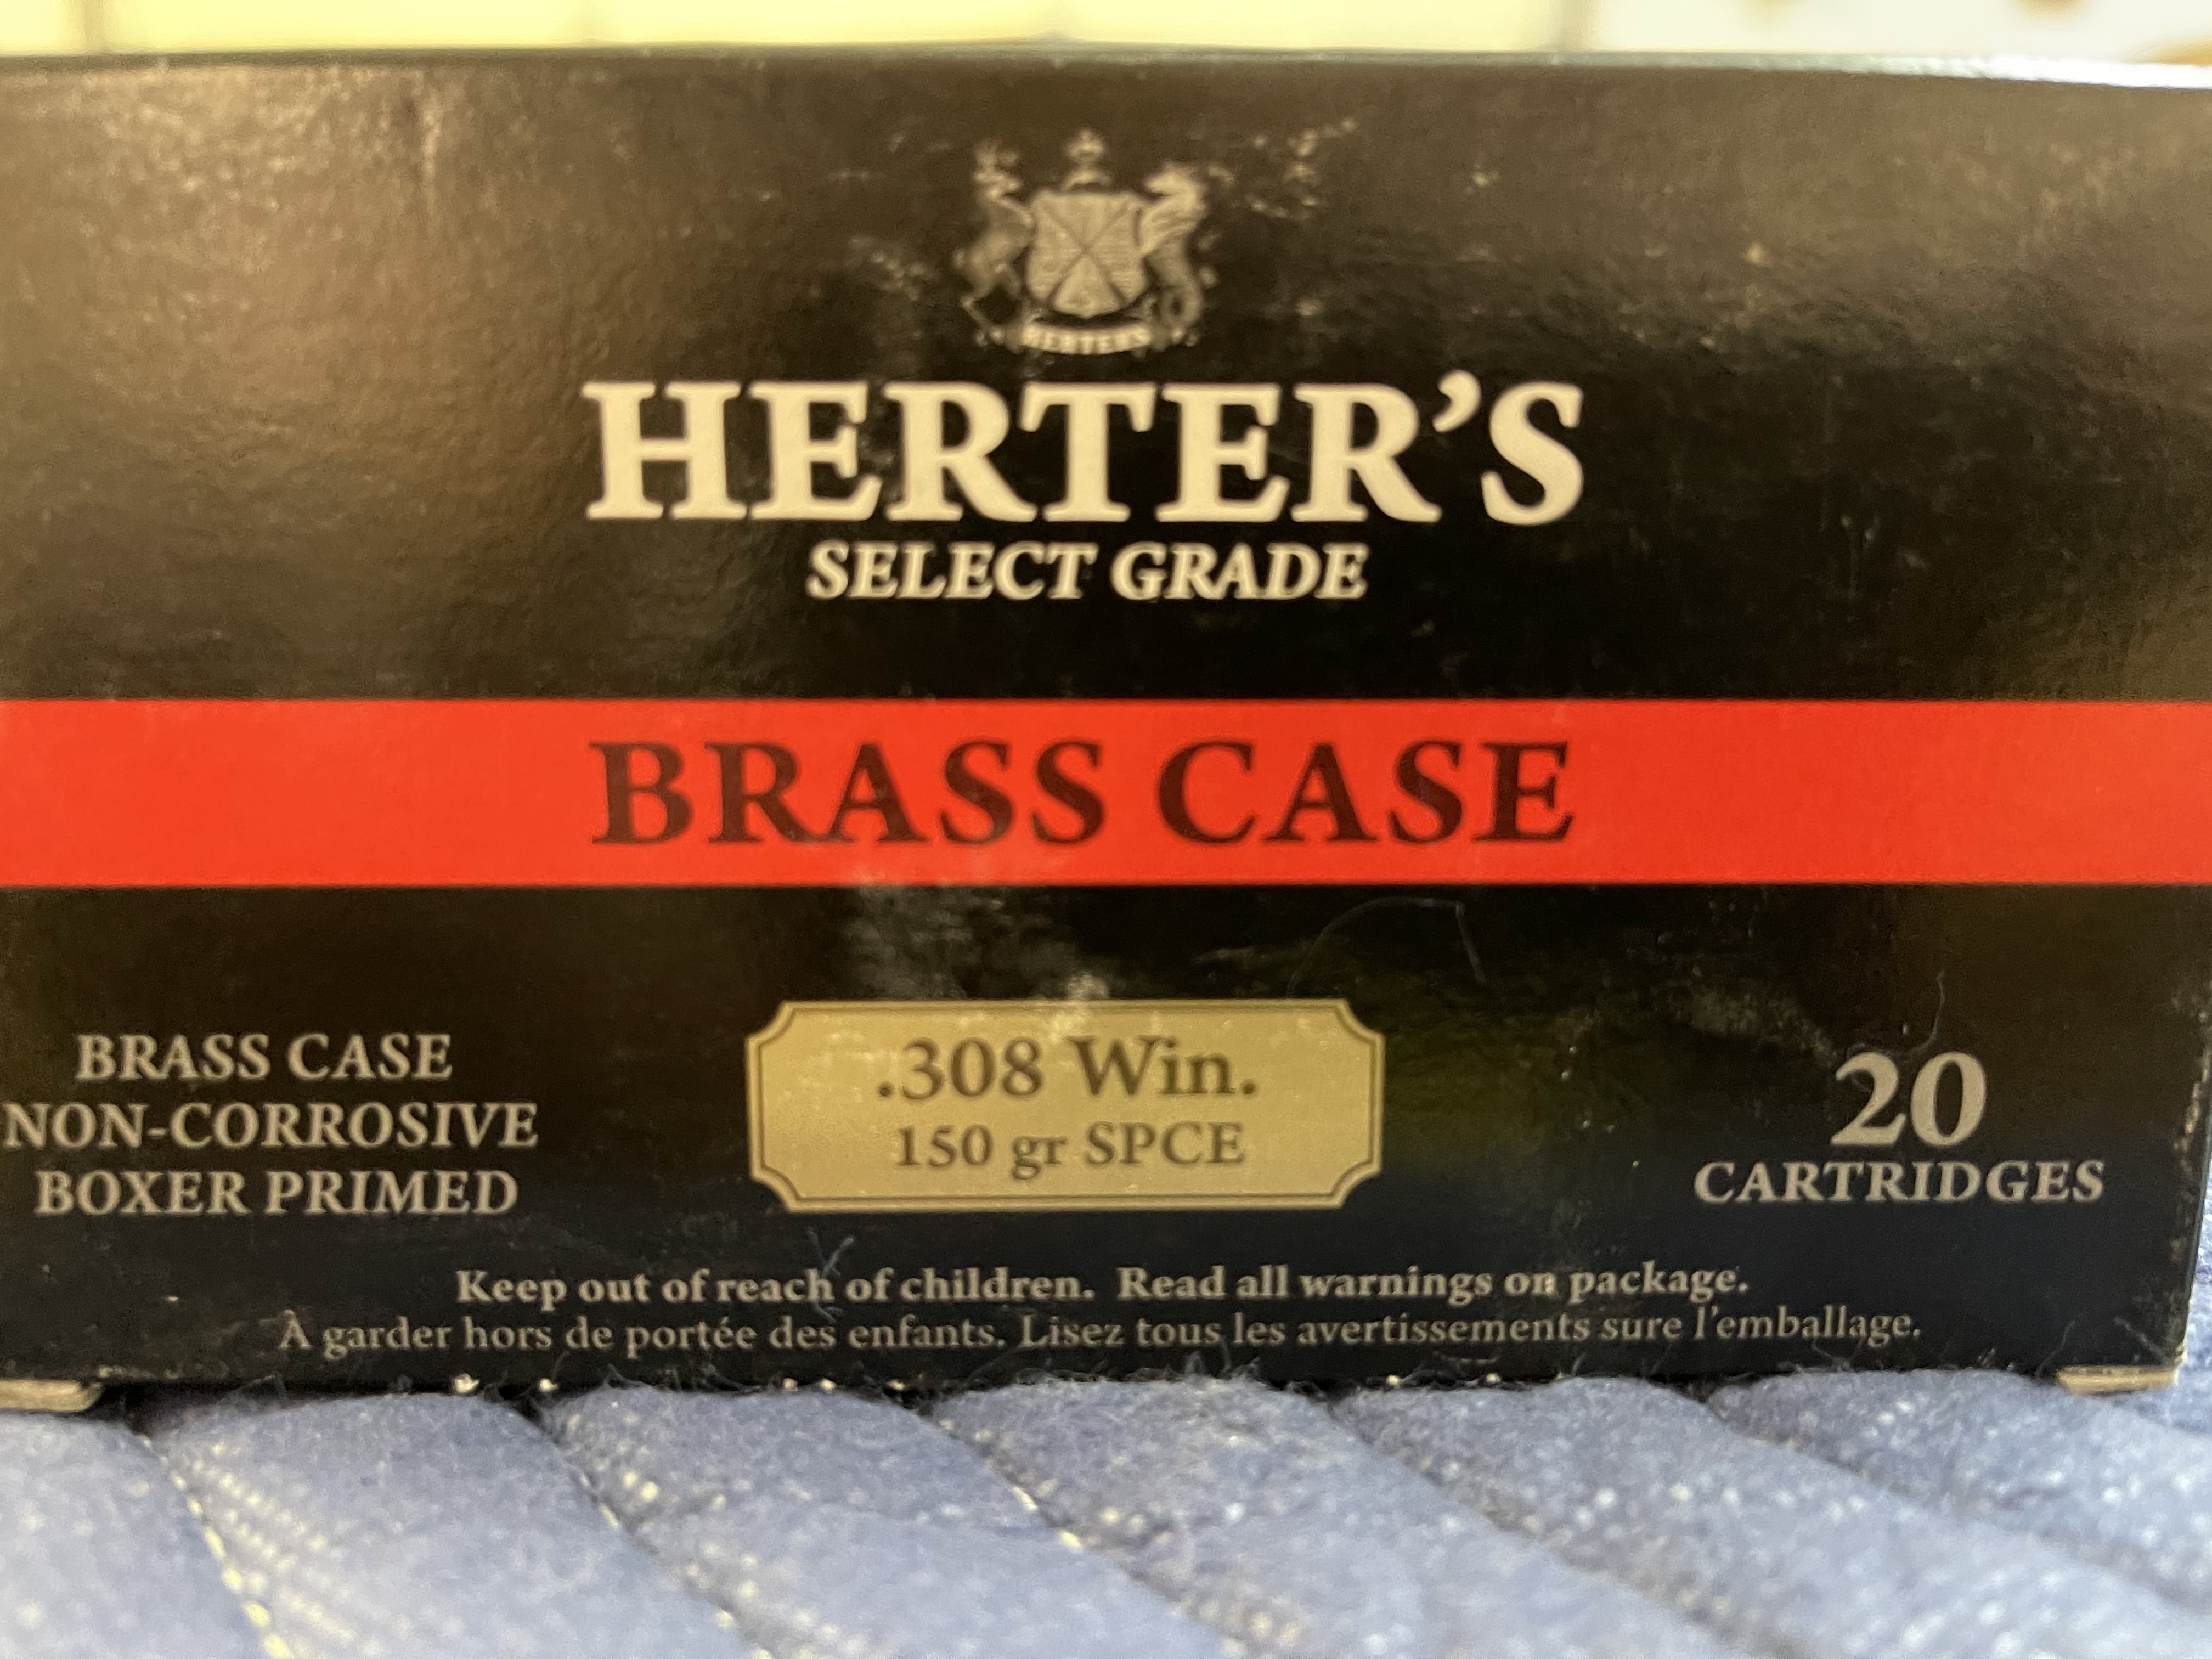 HERTERS
HERTER'S
SELECT GRADE
BRASS CASE
BRASS CASE
NON-CORROSIVE
BOXER PRIMED
.308 Win.
150 gr SPCE
20
CARTRIDGES
Keep out of reach of children. Read all warnings on package.
À garder hors de portée des enfants. Lisez tous les avertissements sure l'emballage.